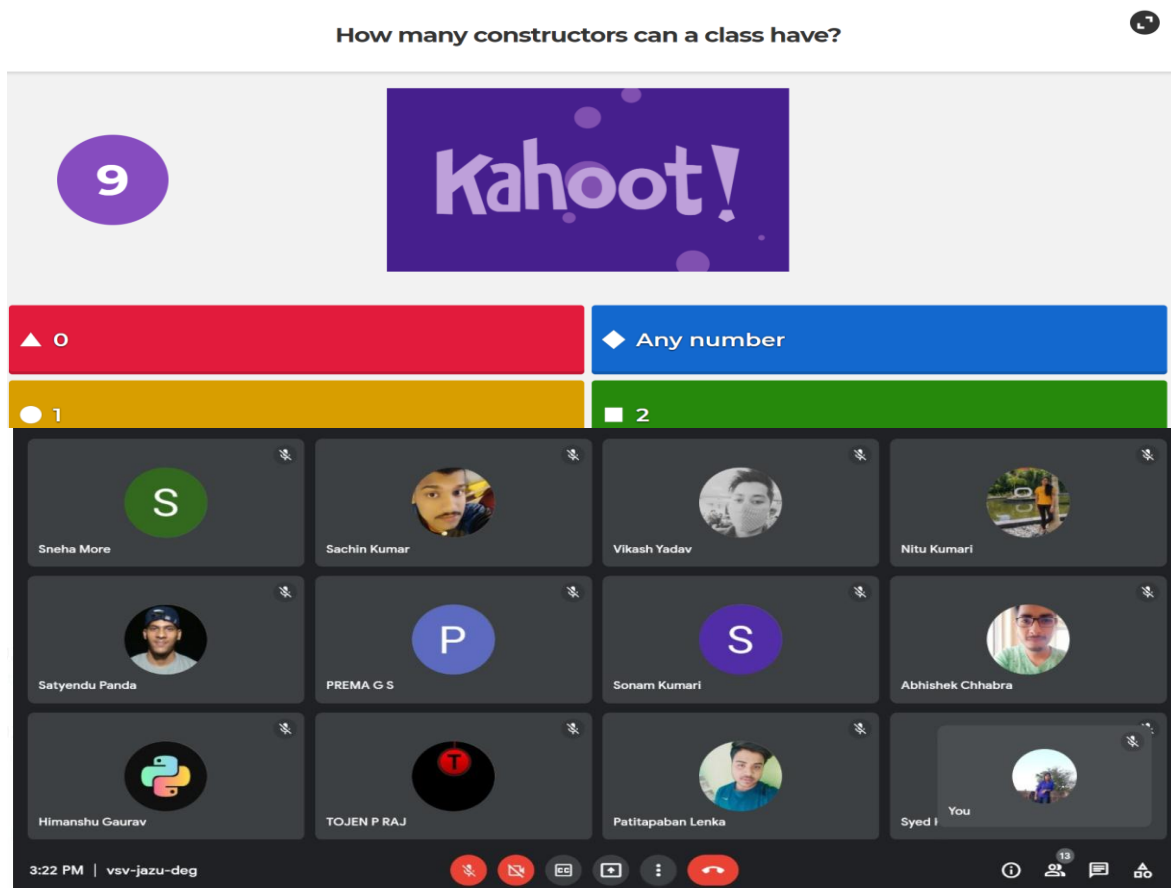 How many constructors can a class have?
9
Kahoot!
0
Any number
1
2
S
Sneha More
Sachin Kumar
Vikash Yadav
Nitu Kumari
Satyendu Panda
P
PREMA G S
S
Sonam Kumari
Abhishek Chhabra
Himanshu Gaurav
T
TOJEN P RAJ
Patitapaban Lenka
Syed
You
3:22 PM | vsv-jazu-deg
CC
13